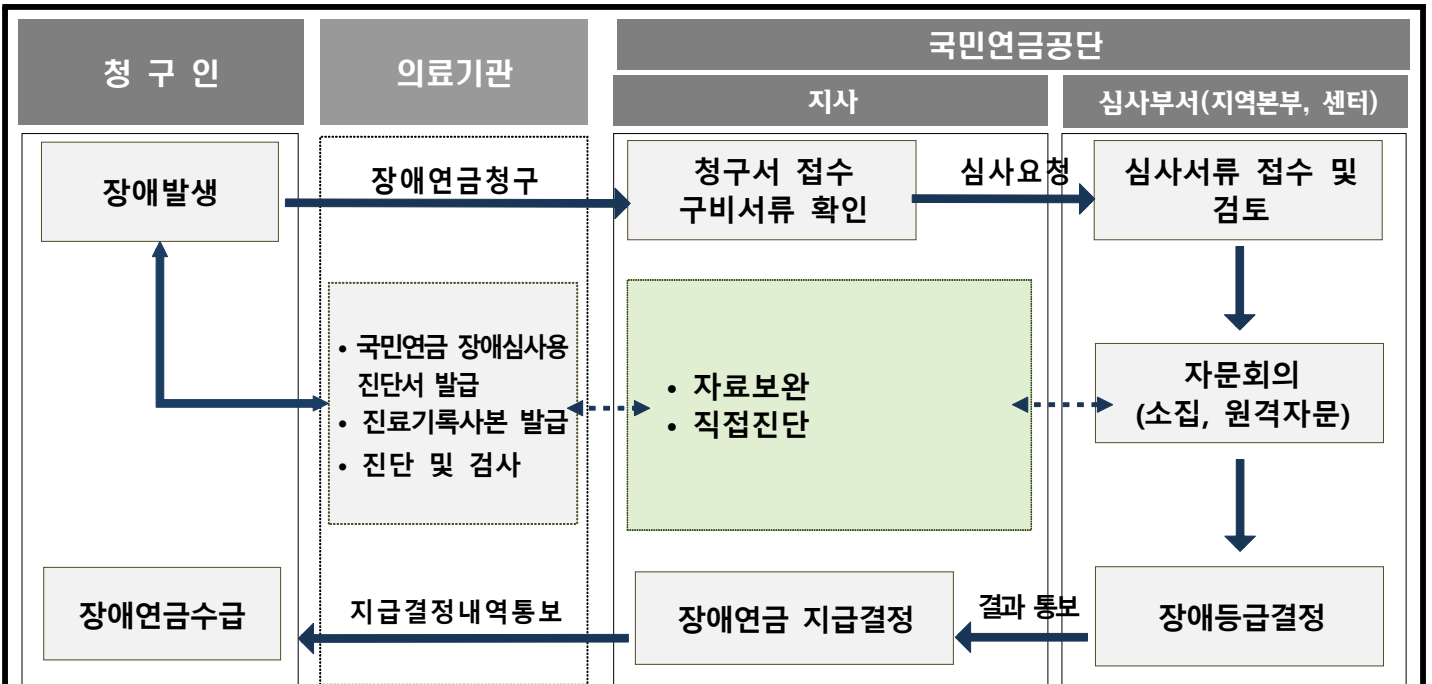 청 구 인
의료기관
국민연금공단
지사
심사부서(지역본부, 센터)
장애발생
장애연금청구
청구서 접수
구비서류 확인
심사요청
심사서류 접수 및
검토
• 국민연금 장애심사용
진단서 발급
• 진료기록사본 발급
• 진단 및 검사
• 자료보완
• 직접진단
자문회의
(소집, 원격자문)
장애연금수급
지급결정내역통보
장애연금 지급결정
결과 통보
장애등급결정